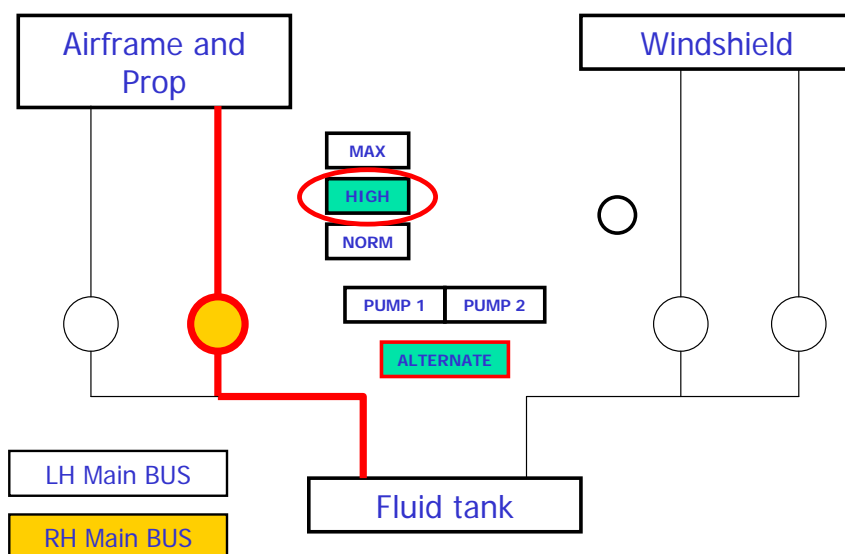 Airframe and
Prop
Windshield
MAX
HIGH
NORM
PUMP 1 PUMP 2
ALTERNATE
LH Main BUS
Fluid tank
RH Main BUS